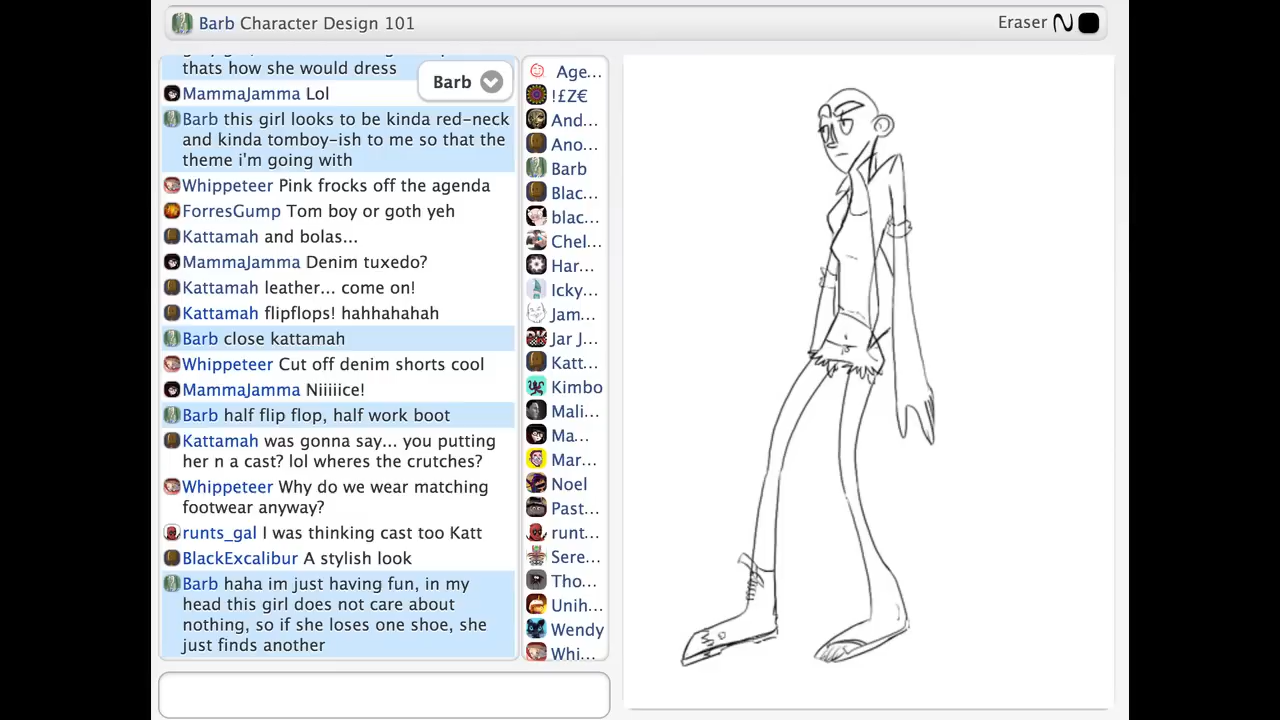 Barb Character Design 101
Eraser
thats how she would dress
Barb
MammaJamma Lol
Barb this girl looks to be kinda red-neck
and kinda tomboy-ish to me so that the
theme i'm going with
Whippeteer Pink frocks off the agenda
ForresGump Tom boy or goth yeh
Kattamah and bolas...
MammaJamma Denim tuxedo?
Kattamah leather... come on!
Kattamah flipflops! hahhahahah
Barb close kattamah
Whippeteer Cut off denim shorts cool
MammaJamma Niiiice!
Barb half flip flop, half work boot
Kattamah was gonna say... you putting
her n a cast? lol wheres the crutches?
Whippeteer Why do we wear matching
footwear anyway?
runts_gal I was thinking cast too Katt
BlackExcalibur A stylish look
Barb haha im just having fun, in my
head this girl does not care about
nothing, so if she loses one shoe, she
just finds another
Age...
!£Z€
And...
Ano...
Barb
Blac...
blac...
Chel...
Har...
Icky...
Jam...
Jar J...
Katt...
Kimbo
Mali...
Ma...
Mar...
Noel
Past...
runt...
Sere...
Tho...
Unih...
Wendy
Whi...